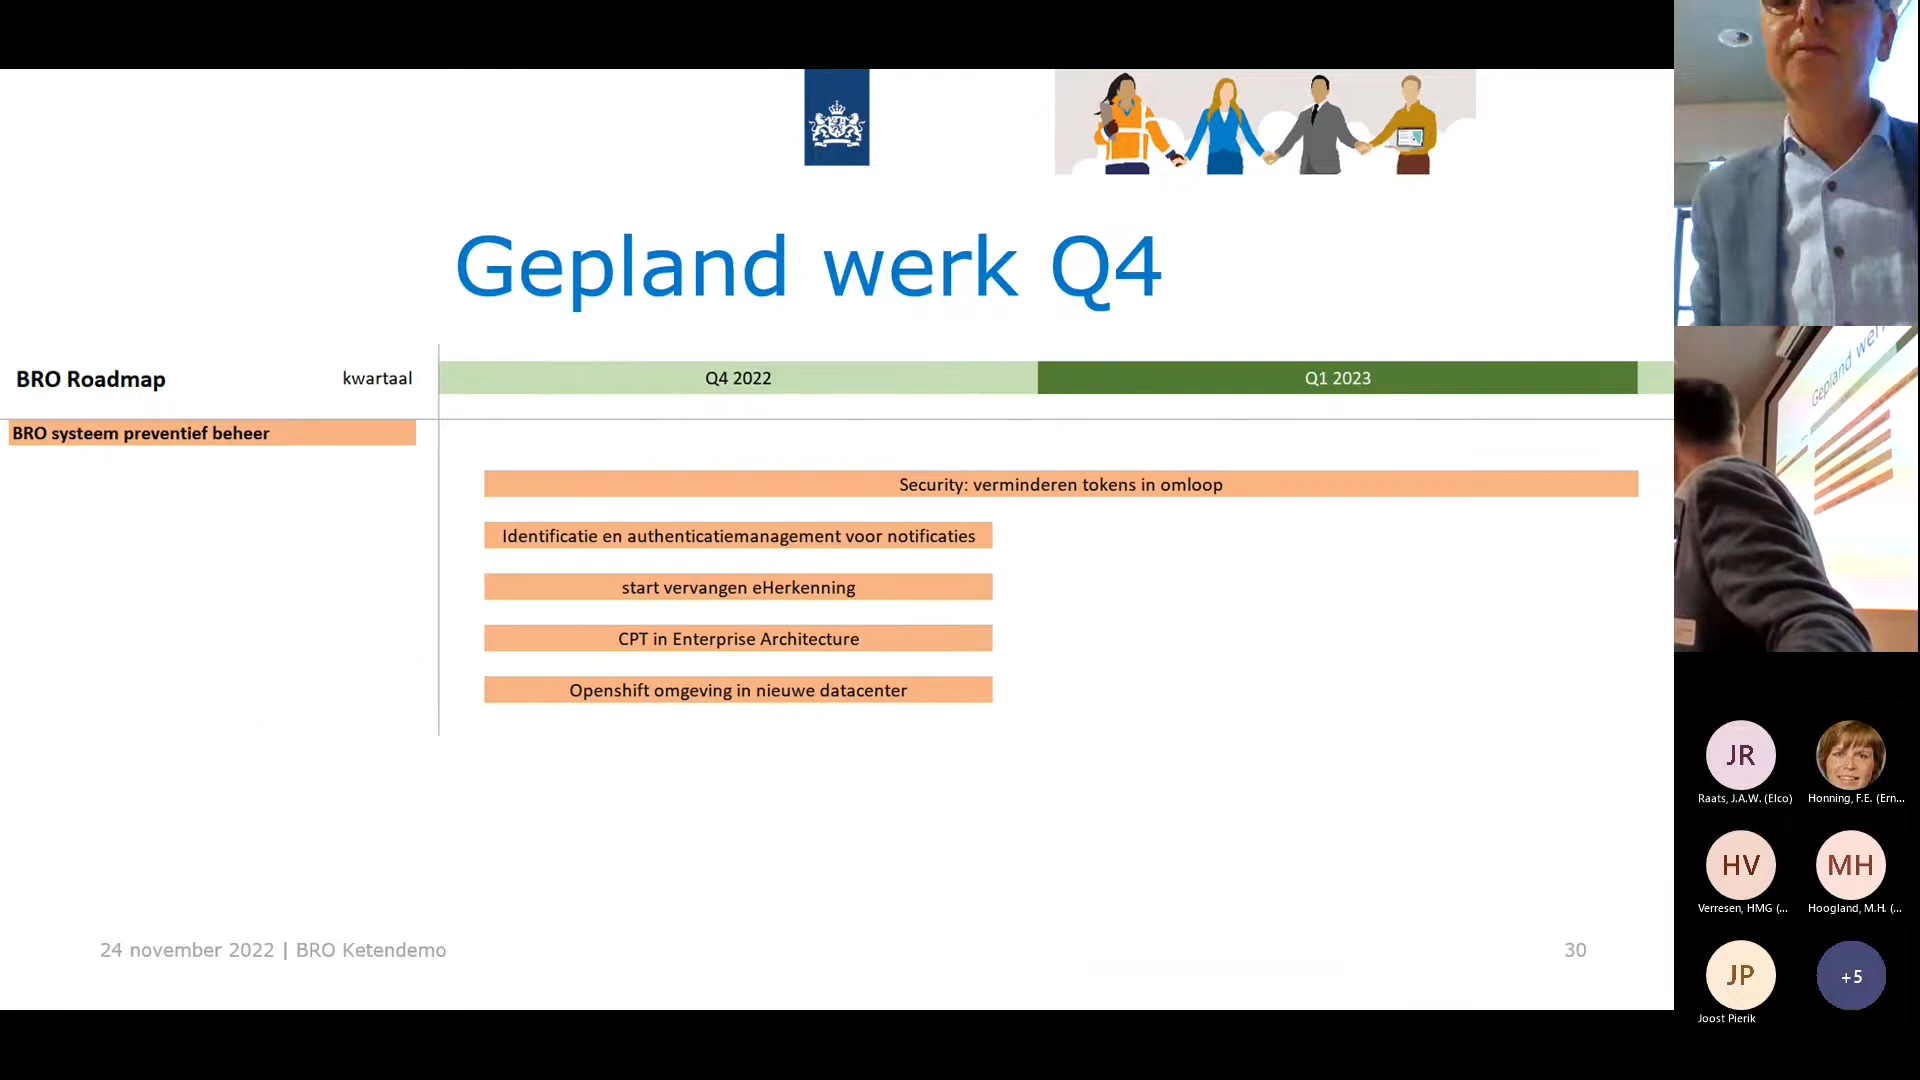 Gepland werk Q4
BRO Roadmap kwartaal Q4 2022 Q1 2023
BRO systeem preventief beheer
Security: verminderen tokens in omloop
Identificatie en authenticatiemanagement voor notificaties
start vervangen eHerkenning
CPT in Enterprise Architecture
Openshift omgeving in nieuwe datacenter
24 november 2022 | BRO Ketendemo 30
Gepland wer
JR
Raats, J.A.W. (Elco) Honning, F.E. (Ern...
HV MH
Verresen, HMG (... Hoogland, M.H. (...
JP +5
Joost Pierik